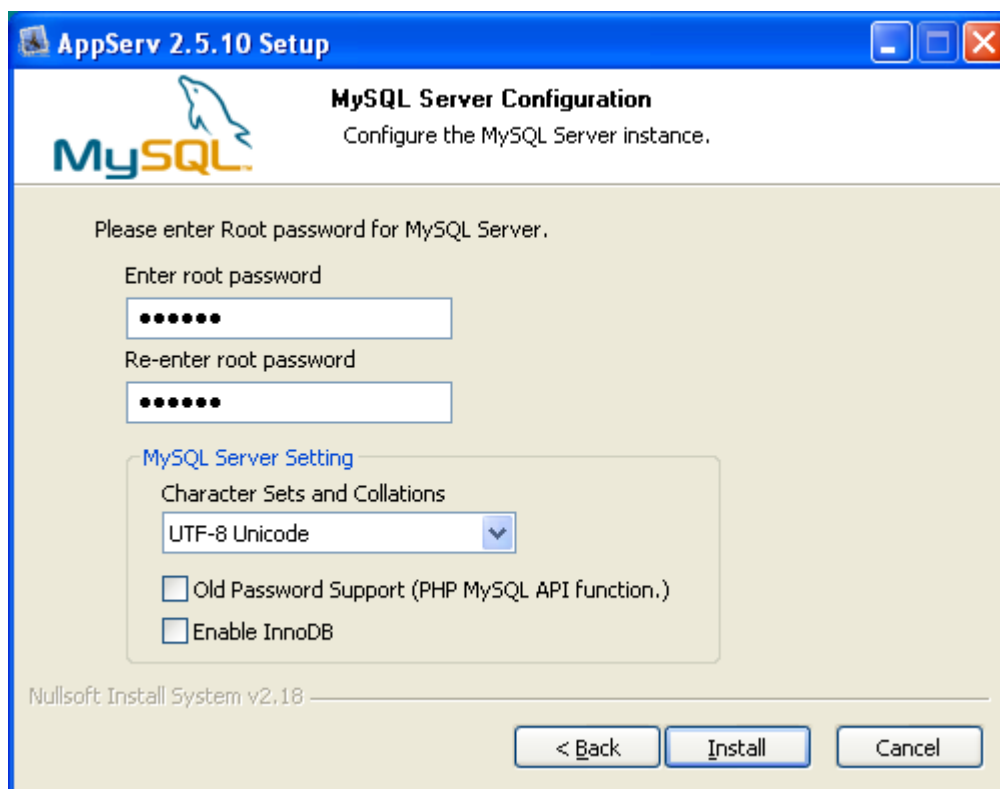 AppServ 2.5.10 Setup
MySQL™
MySQL Server Configuration
Configure the MySQL Server instance.
Please enter Root password for MySQL Server.
Enter root password
••••••
Re-enter root password
••••••
MySQL Server Setting
Character Sets and Collations
UTF-8 Unicode
Old Password Support (PHP MySQL API function.)
Enable InnoDB
Nullsoft Install System v2.18
< Back Install Cancel